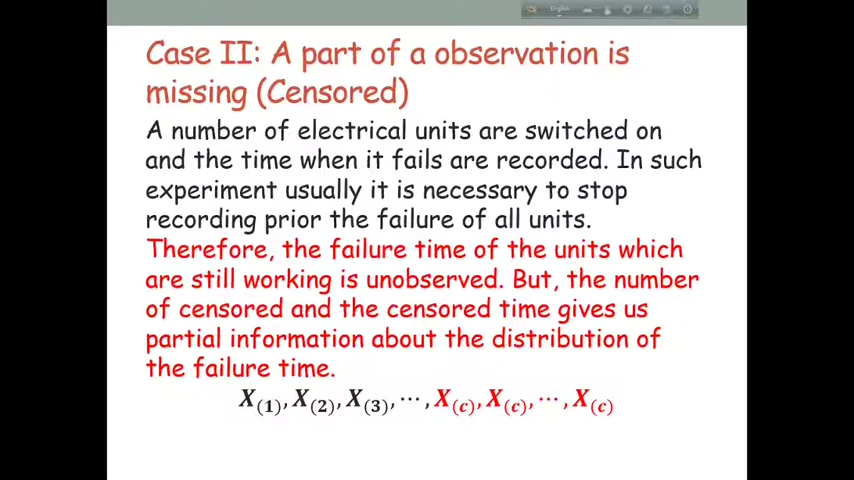 English
Case II: A part of a observation is
missing (Censored)
A number of electrical units are switched on
and the time when it fails are recorded. In such
experiment usually it is necessary to stop
recording prior the failure of all units.
Therefore, the failure time of the units which
are still working is unobserved. But, the number
of censored and the censored time gives us
partial information about the distribution of
the failure time.
X(1), X(2), X(3), ⋯, X(c), X(c), ⋯, X(c)